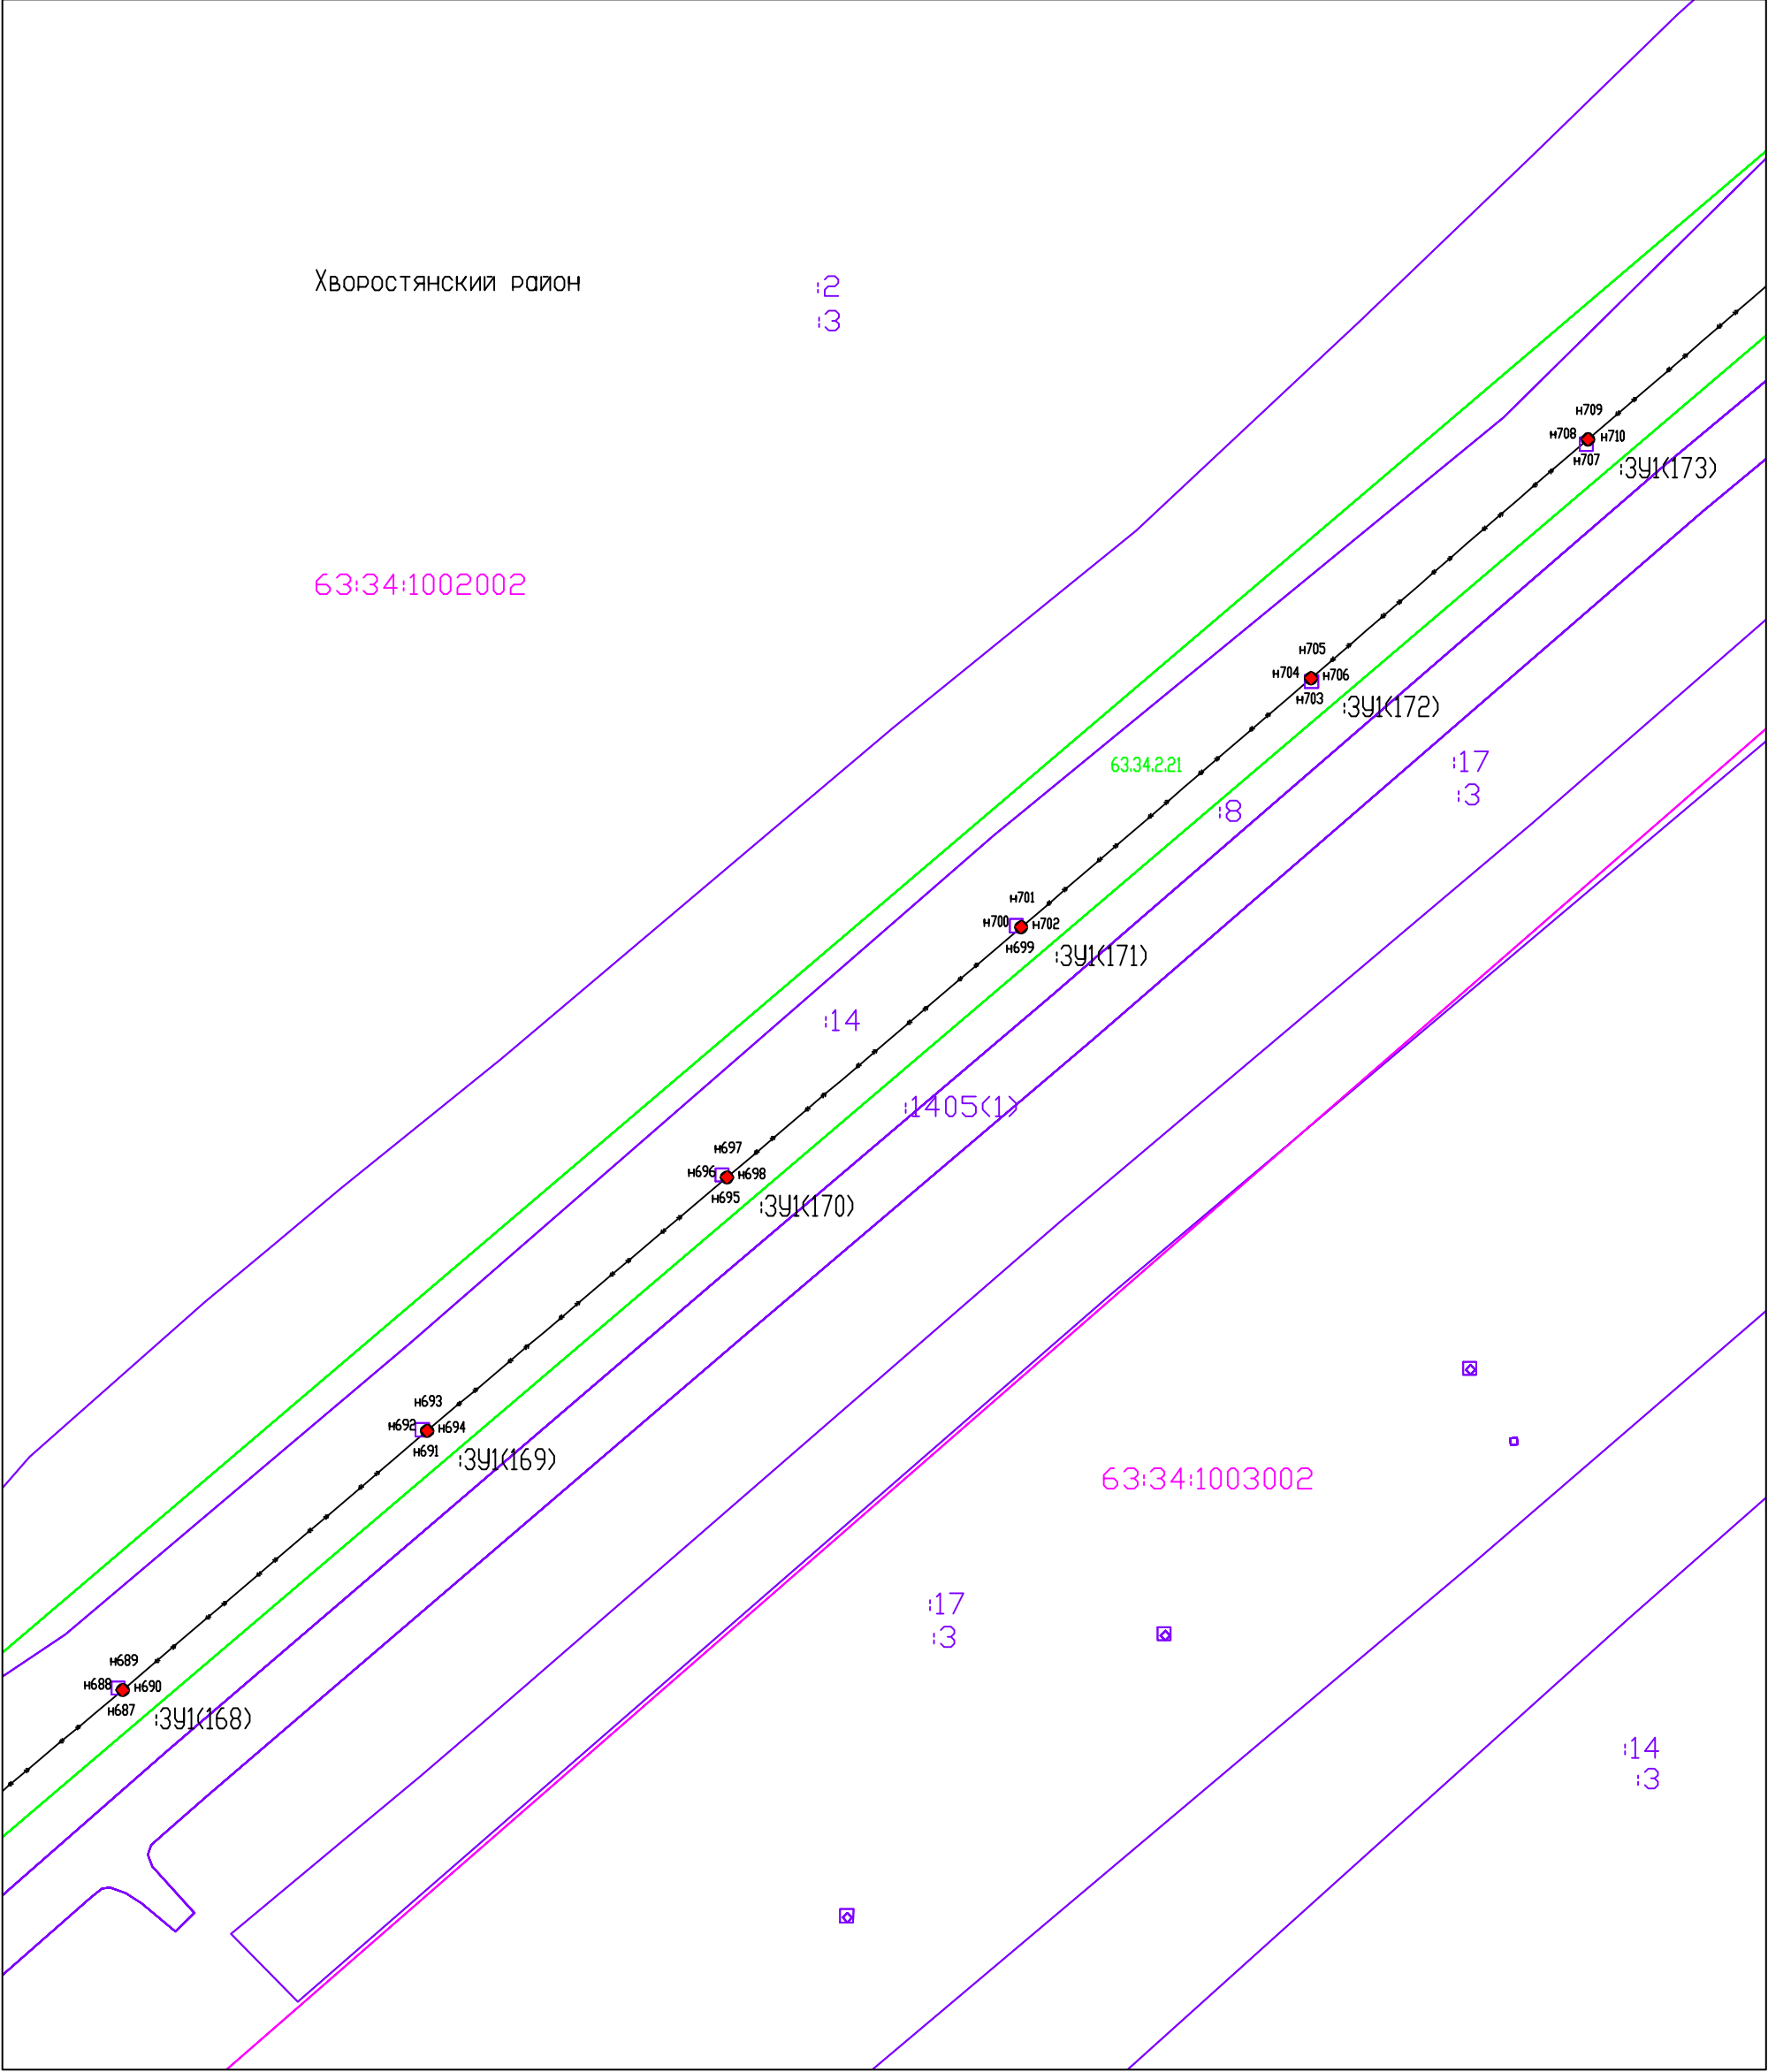 Хворостянский район
:2
:3
н709
н708 н710
н707
:ЗУ1(173)
63:34:1002002
н705
н704 н706
н703
:ЗУ1(172)
63.34.2.21
:17
:3
:8
н701
н700 н702
н699
:ЗУ1(171)
:14
:1405(1)
н697
н696 н698
н695
:ЗУ1(170)
н693
н692 н694
н691
:ЗУ1(169)
63:34:1003002
:17
:3
н689
н688 н690
н687
:ЗУ1(168)
:14
:3